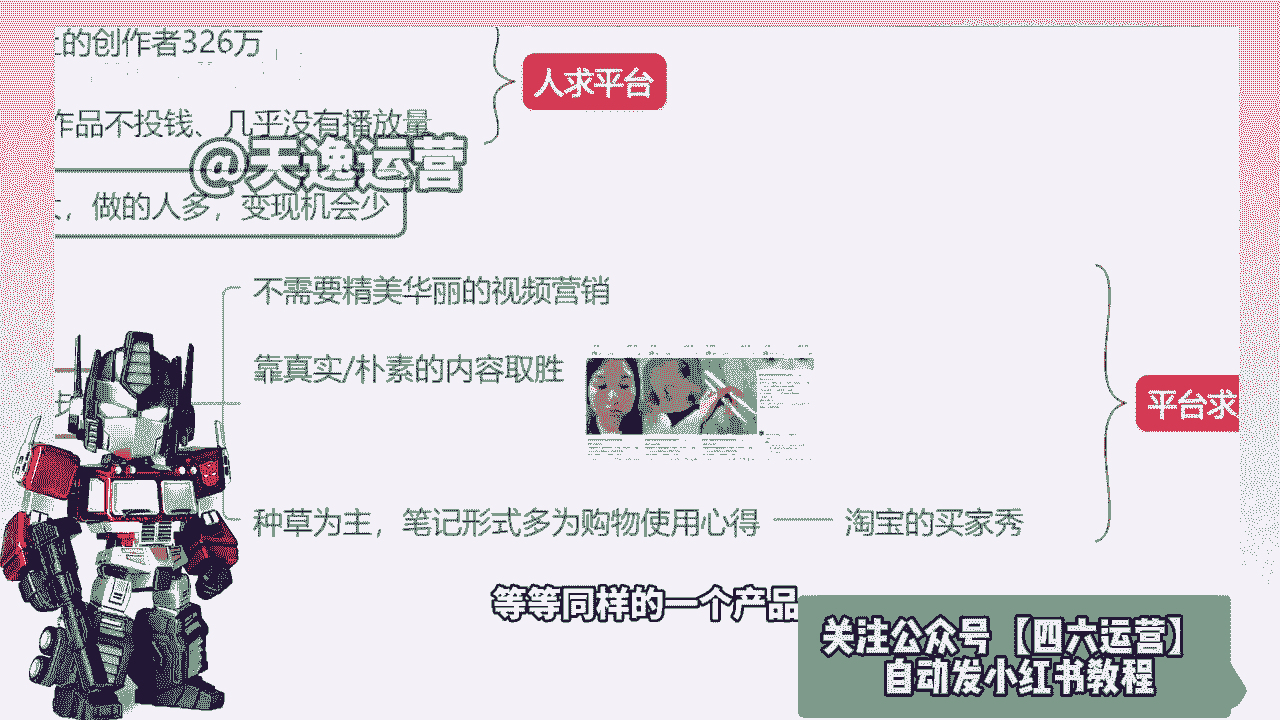 的创作者326万
人求平台
作品不投钱、几乎没有播放量
@天逸运营
，做的人多，变现机会少
不需要精美华丽的视频营销
靠真实/朴素的内容取胜
平台求
种草为主，笔记形式多为购物使用心得
淘宝的买家秀
等等同样的一个产品
关注公众号【四六运营】
自动发小红书教程